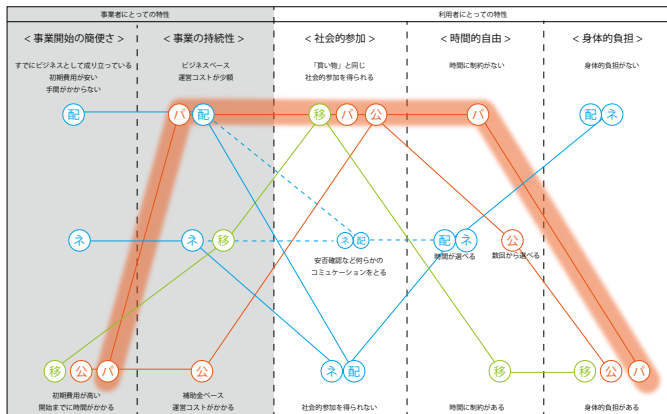 事業者にとっての特性
利用者にとっての特性
< 事業開始の簡便さ >
< 事業の持続性 >
< 社会的参加 >
< 時間的自由 >
< 身体的負担 >
すでにビジネスとして成り立っている
初期費用が安い
手間がかからない
ビジネスベース
運営コストが少額
「買い物」と同じ
社会的参加を得られる
時間に制約がない
身体的負担がない
配
パ 配
移 パ 公
パ
配 ネ
ネ
ネ 移
ネ 配
配 ネ
公
安否確認など何らかの
コミュケーションをとる
時間が選べる
数回から選べる
移 公 パ
公
ネ 配
移
移 公 パ
初期費用が高い
開始までに時間がかかる
補助金ベース
運営コストがかかる
社会的参加を得られない
時間に制約がある
身体的負担がある